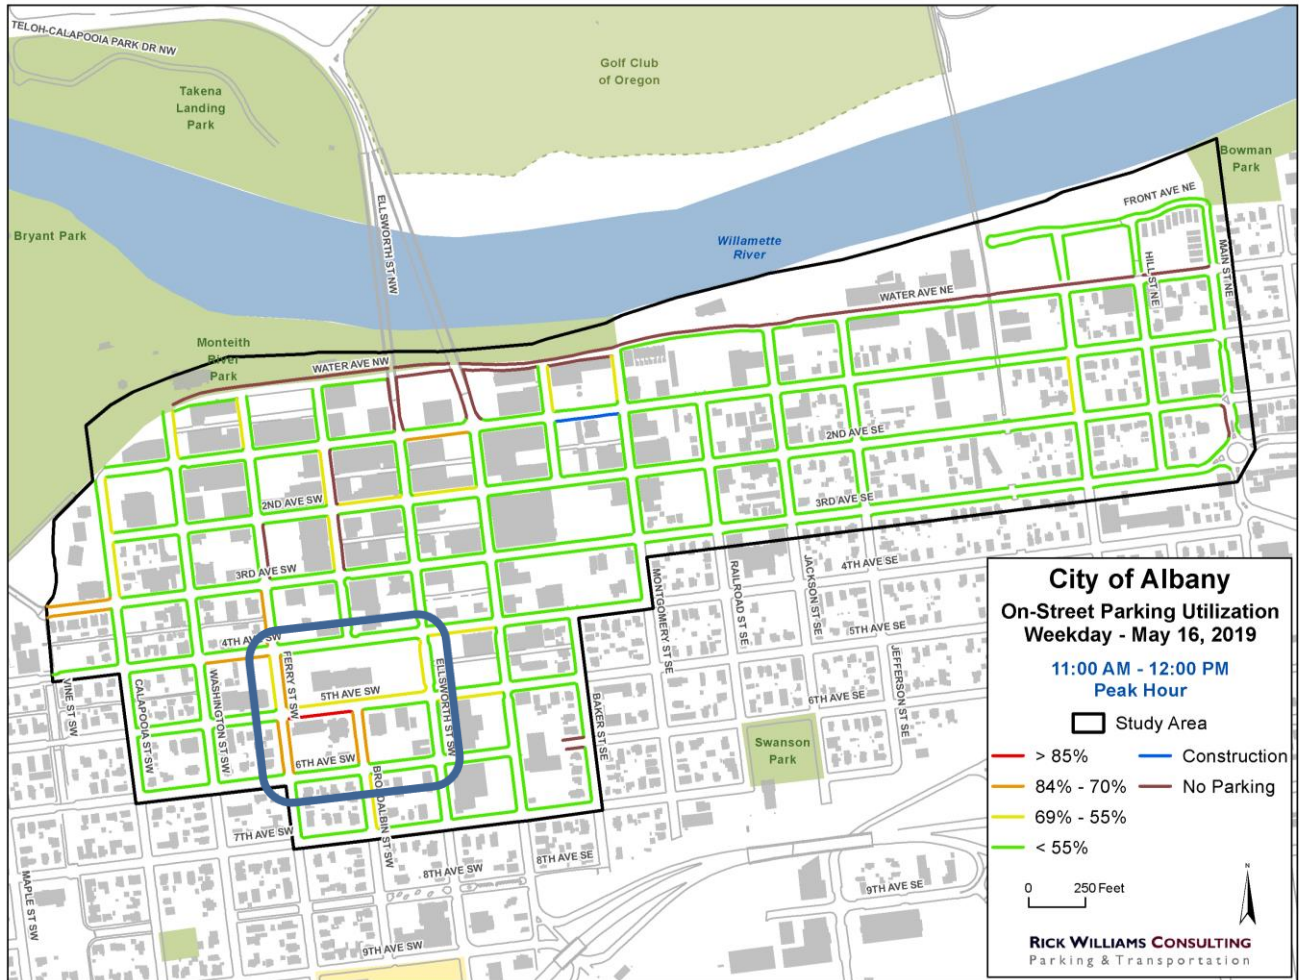 TELOH-CALAPOOIA PARK DR NW
Takena
Landing
Park
Golf Club
of Oregon
Bowman
Park
FRONT AVE NE
Bryant Park
ELLSWORTH ST NW
Willamette
River
HILL ST NE
MAIN ST NE
WATER AVE NE
Monteith
River
Park
WATER AVE NW
2ND AVE SE
2ND AVE SW
3RD AVE SE
3RD AVE SW
4TH AVE SE
4TH AVE SW
5TH AVE SE
5TH AVE SW
6TH AVE SE
6TH AVE SW
VINE ST SW
CALAPOOIA ST SW
WASHINGTON ST SW
FERRY ST SW
BROADALBIN ST SW
ELLSWORTH ST SW
BAKER ST SE
MONTGOMERY ST SE
RAILROAD ST SE
JACKSON ST SE
JEFFERSON ST SE
Swanson
Park
7TH AVE SW
8TH AVE SW
8TH AVE SE
MAPLE ST SW
9TH AVE SW
9TH AVE SE
City of Albany
On-Street Parking Utilization
Weekday - May 16, 2019
11:00 AM - 12:00 PM
Peak Hour
Study Area
> 85%
Construction
84% - 70%
No Parking
69% - 55%
< 55%
N
0 250 Feet
RICK WILLIAMS CONSULTING
Parking & Transportation